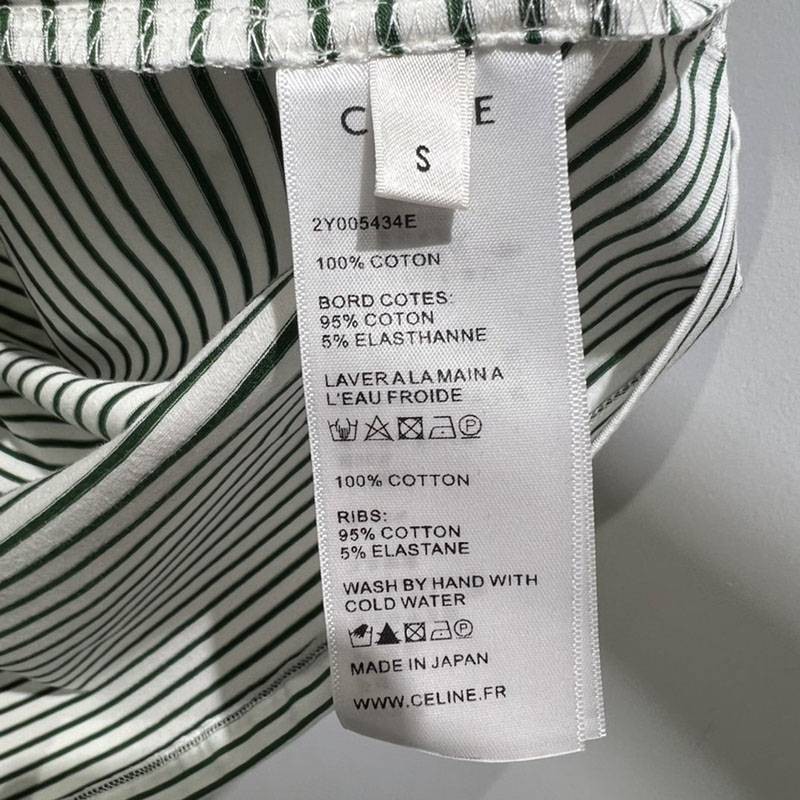 C E
S
2Y005434E
100% COTON
BORD COTES:
95% COTON
5% ELASTHANNE
LAVER A LA MAIN A
L'EAU FROIDE
100% COTTON
RIBS:
95% COTTON
5% ELASTANE
WASH BY HAND WITH
COLD WATER
MADE IN JAPAN
WWW.CELINE.FR